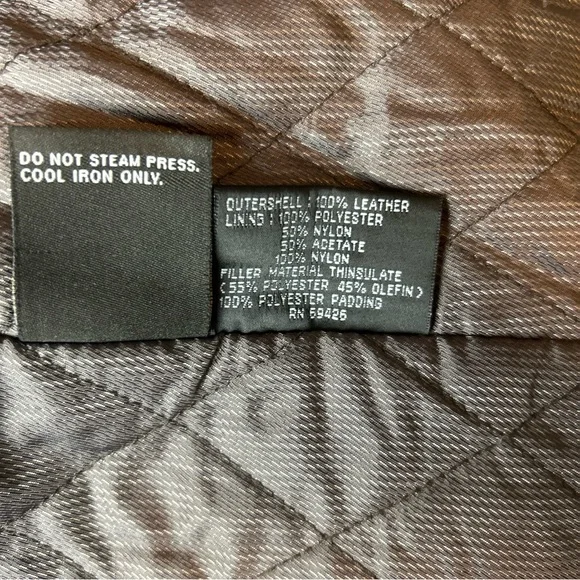 DO NOT STEAM PRESS.
COOL IRON ONLY.
OUTERSHELL : 100% LEATHER
LINING : 100% POLYESTER
50% NYLON
50% ACETATE
100% NYLON
FILLER MATERIAL THINSULATE
(55% POLYESTER 45% OLEFIN)
100% POLYESTER PADDING
RN 59426